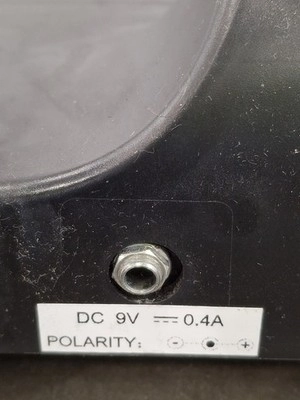 DC 9V ⎓ 0.4A
POLARITY: - +